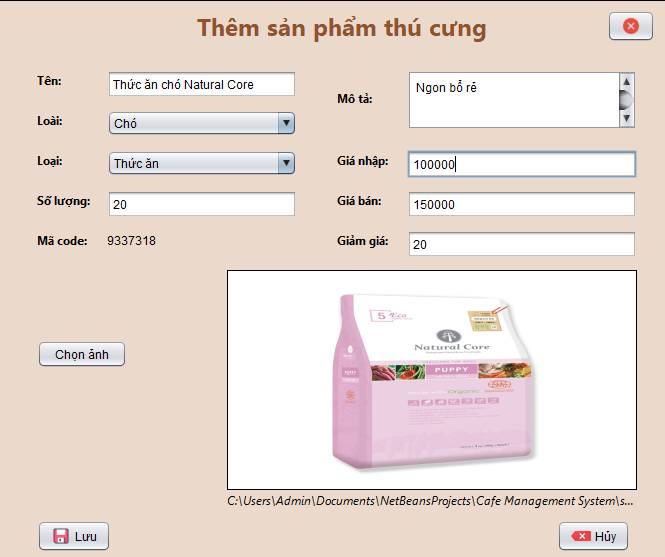 Thêm sản phẩm thú cưng
Tên:
Thức ăn chó Natural Core
Mô tả:
Ngon bổ rẻ
Loài:
Chó
Loại:
Thức ăn
Giá nhập:
100000
Số lượng:
20
Giá bán:
150000
Mã code:
9337318
Giảm giá:
20
5
Eco
Natural Core
PUPPY
Organic
Chọn ảnh
C:\Users\Admin\Documents\NetBeansProjects\Cafe Management System\s...
Lưu
Hủy